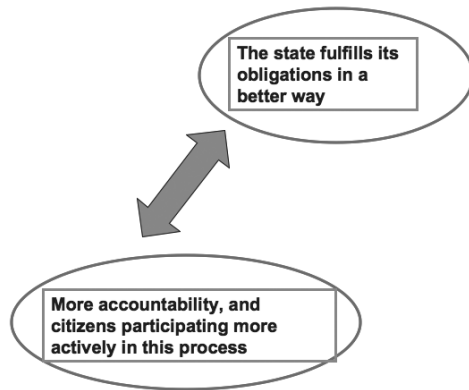 The state fulfills its
obligations in a
better way
More accountability, and
citizens participating more
actively in this process